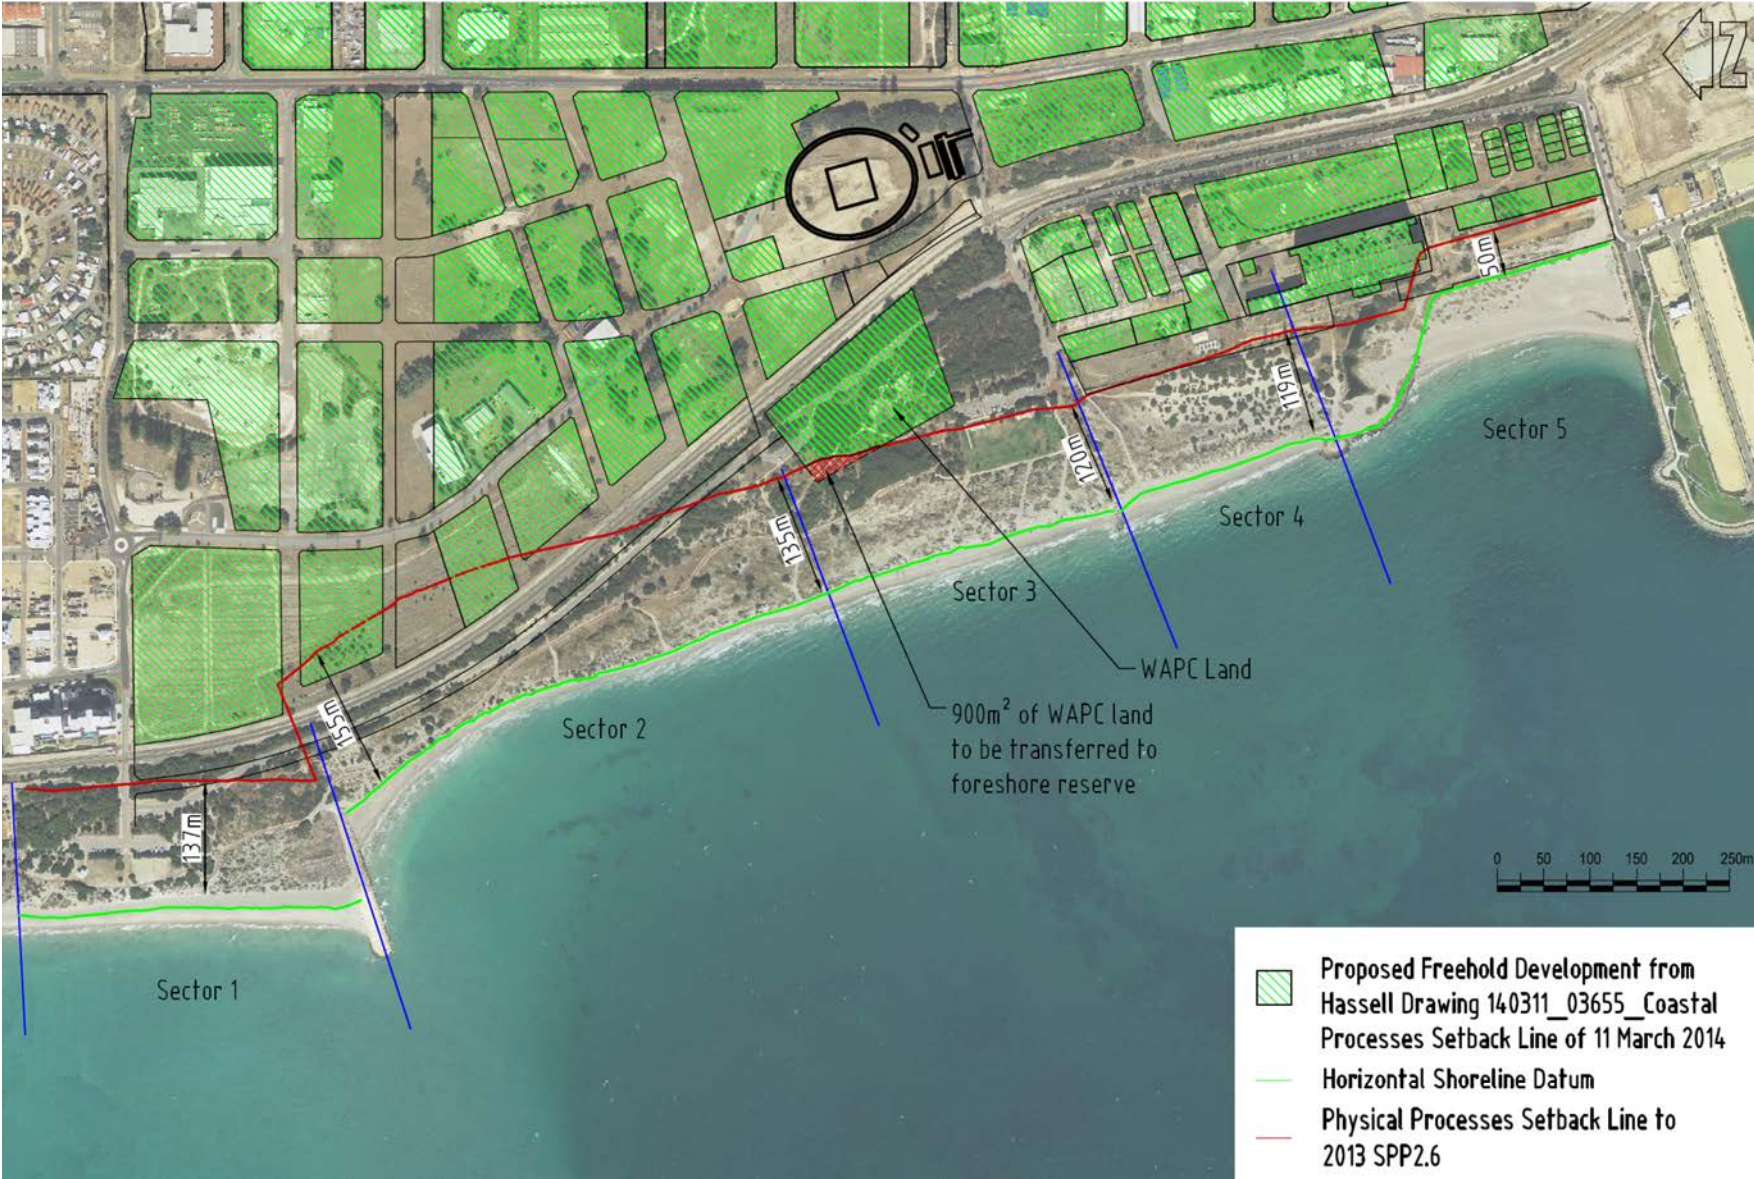 N
50m
119m
Sector 5
120m
Sector 4
135m
Sector 3
WAPC Land
155m
Sector 2
900m² of WAPC land
to be transferred to
foreshore reserve
137m
Sector 1
0 50 100 150 200 250m
Proposed Freehold Development from
Hassell Drawing 140311_03655_Coastal
Processes Setback Line of 11 March 2014
Horizontal Shoreline Datum
Physical Processes Setback Line to
2013 SPP2.6